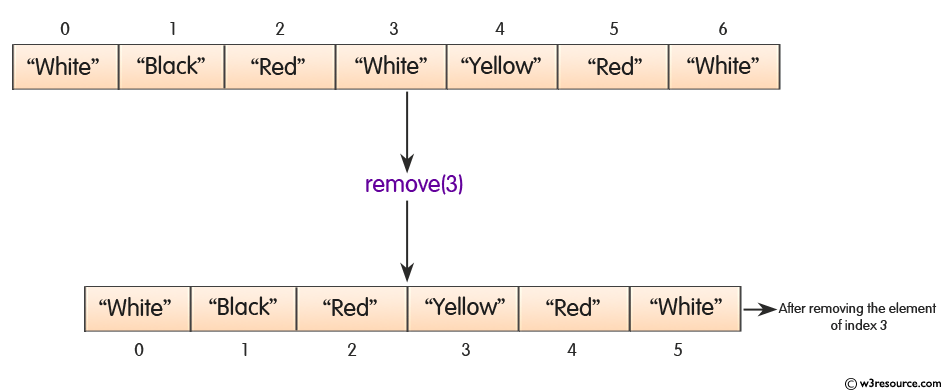 0 1 2 3 4 5 6
“White” “Black” “Red” “White” “Yellow” “Red” “White”
remove(3)
“White” “Black” “Red” “Yellow” “Red” “White”
After removing the element
of index 3
0 1 2 3 4 5
© w3resource.com